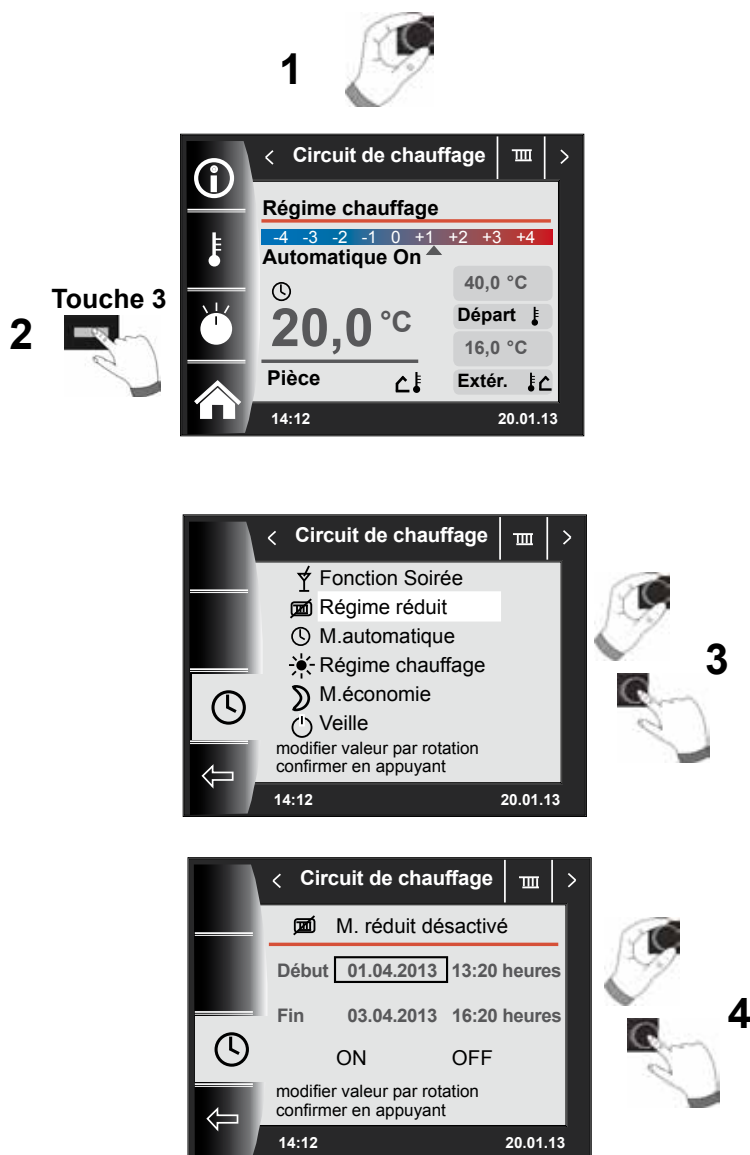 1
< Circuit de chauffage >
Régime chauffage
-4 -3 -2 -1 0 +1 +2 +3 +4
Automatique On
40,0 °C
Touche 3
2
20,0 °C
Départ
16,0 °C
Pièce
Extér.
14:12 20.01.13
< Circuit de chauffage >
Fonction Soirée
Régime réduit
M.automatique
Régime chauffage
M.économie
Veille
modifier valeur par rotation
confirmer en appuyant
14:12 20.01.13
3
< Circuit de chauffage >
M. réduit désactivé
Début 01.04.2013 13:20 heures
Fin 03.04.2013 16:20 heures
ON OFF
modifier valeur par rotation
confirmer en appuyant
14:12 20.01.13
4